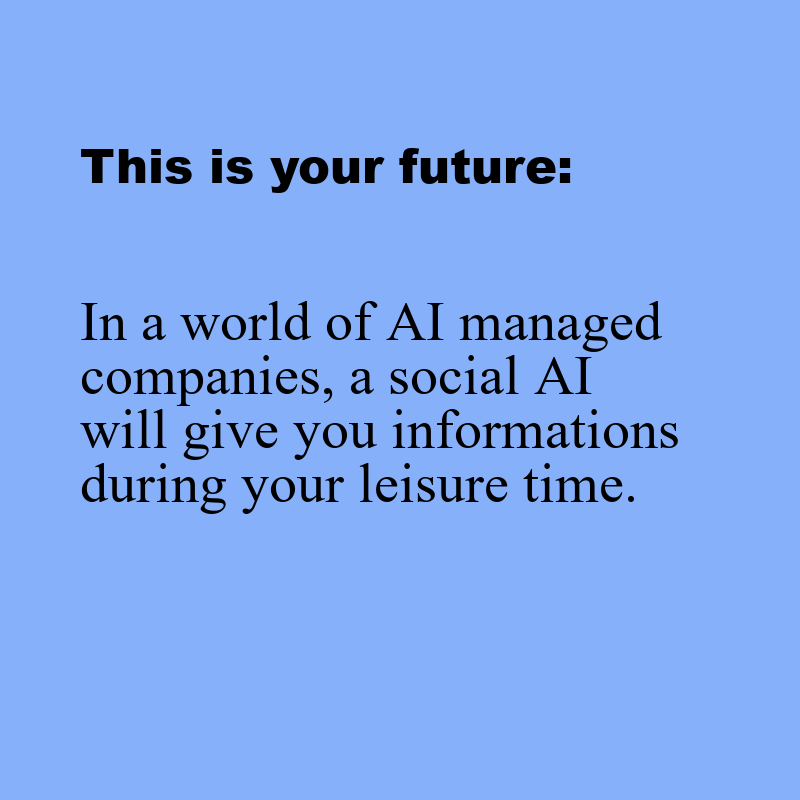 This is your future:
In a world of AI managed
companies, a social AI
will give you informations
during your leisure time.